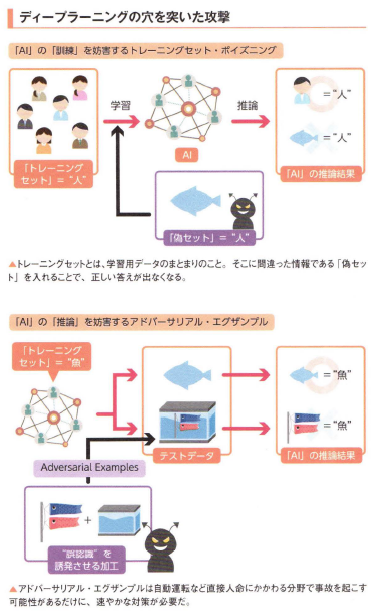 ディープラーニングの穴を突いた攻撃
「AI」の「訓練」を妨害するトレーニングセット・ポイズニング
学習
推論
＝“人”
＝“人”
「トレーニング
セット」＝“人”
AI
「AI」の推論結果
「偽セット」＝“人”
▲トレーニングセットとは、学習用データのまとまりのこと。そこに間違った情報である「偽セッ
ト」を入れることで、正しい答えが出なくなる。
「AI」の「推論」を妨害するアドバーサリアル・エグザンプル
「トレーニング
セット」＝“魚”
＝“魚”
＝“魚”
テストデータ
「AI」の推論結果
Adversarial Examples
＋
“誤認識”を
誘発させる加工
▲アドバーサリアル・エグザンプルは自動運転など直接人命にかかわる分野で事故を起こす
可能性があるだけに、速やかな対策が必要だ。